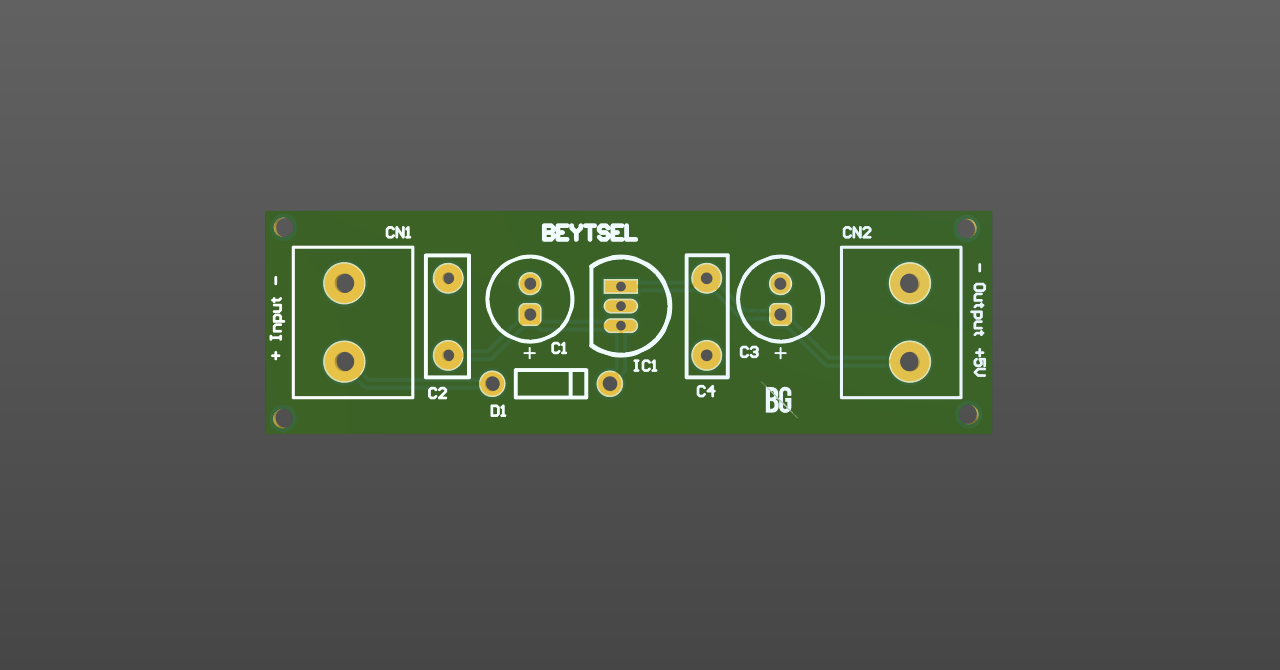 BEYTSEL
CN1
CN2
+ Input -
- Output +5V
C1
+
C2
D1
IC1
C3
+
C4
BG